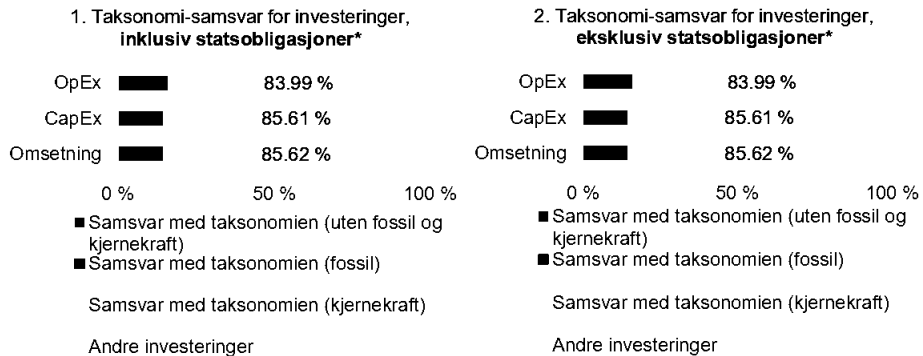 1. Taksonomi-samsvar for investeringer,
inklusiv statsobligasjoner*
OpEx 83.99 %
CapEx 85.61 %
Omsetning 85.62 %
0 % 50 % 100 %
Samsvar med taksonomien (uten fossil og
kjernekraft)
Samsvar med taksonomien (fossil)
Samsvar med taksonomien (kjernekraft)
Andre investeringer
2. Taksonomi-samsvar for investeringer,
eksklusiv statsobligasjoner*
OpEx 83.99 %
CapEx 85.61 %
Omsetning 85.62 %
0 % 50 % 100 %
Samsvar med taksonomien (uten fossil og
kjernekraft)
Samsvar med taksonomien (fossil)
Samsvar med taksonomien (kjernekraft)
Andre investeringer